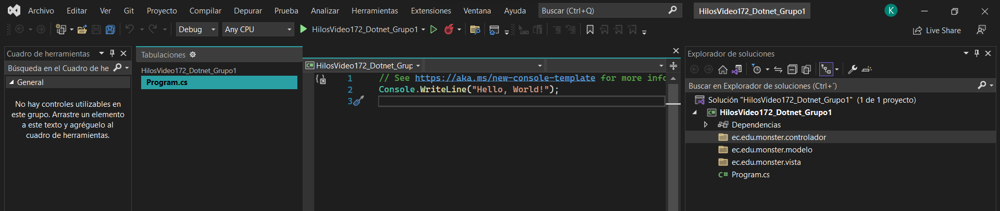 Archivo Editar Ver Git Proyecto Compilar Depurar Prueba Analizar Herramientas Extensiones Ventana Ayuda Buscar (Ctrl+Q) HilosVideo172_Dotnet_Grupo1 K
Debug Any CPU HilosVideo172_Dotnet_Grupo1 Live Share
Cuadro de herramientas
Búsqueda en el Cuadro de he
General
No hay controles utilizables en
este grupo. Arrastre un elemento
a este texto y agréguelo al
cuadro de herramientas.
Tabulaciones
HilosVideo172_Dotnet_Grupo1
Program.cs
C# HilosVideo172_Dotnet_Grup
1 // See https://aka.ms/new-console-template for more info
2 Console.WriteLine("Hello, World!");
3
Explorador de soluciones
Buscar en Explorador de soluciones (Ctrl+´)
Solución "HilosVideo172_Dotnet_Grupo1" (1 de 1 proyecto)
C# HilosVideo172_Dotnet_Grupo1
Dependencias
ec.edu.monster.controlador
ec.edu.monster.modelo
ec.edu.monster.vista
C# Program.cs